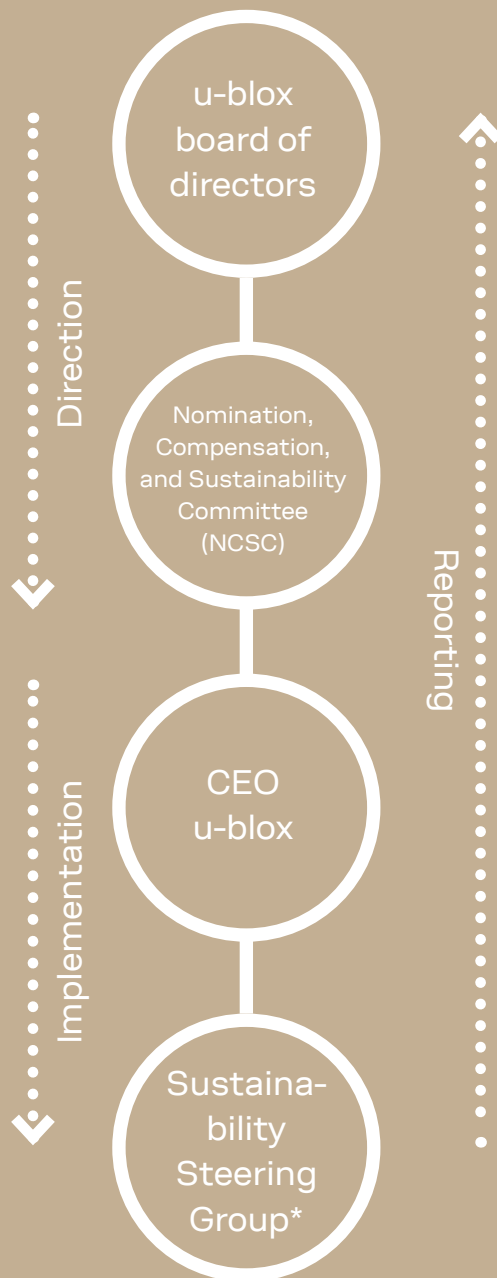 u-blox
board of
directors
Direction
Nomination,
Compensation,
and Sustainability
Committee
(NCSC)
Reporting
CEO
u-blox
Implementation
Sustaina-
bility
Steering
Group*